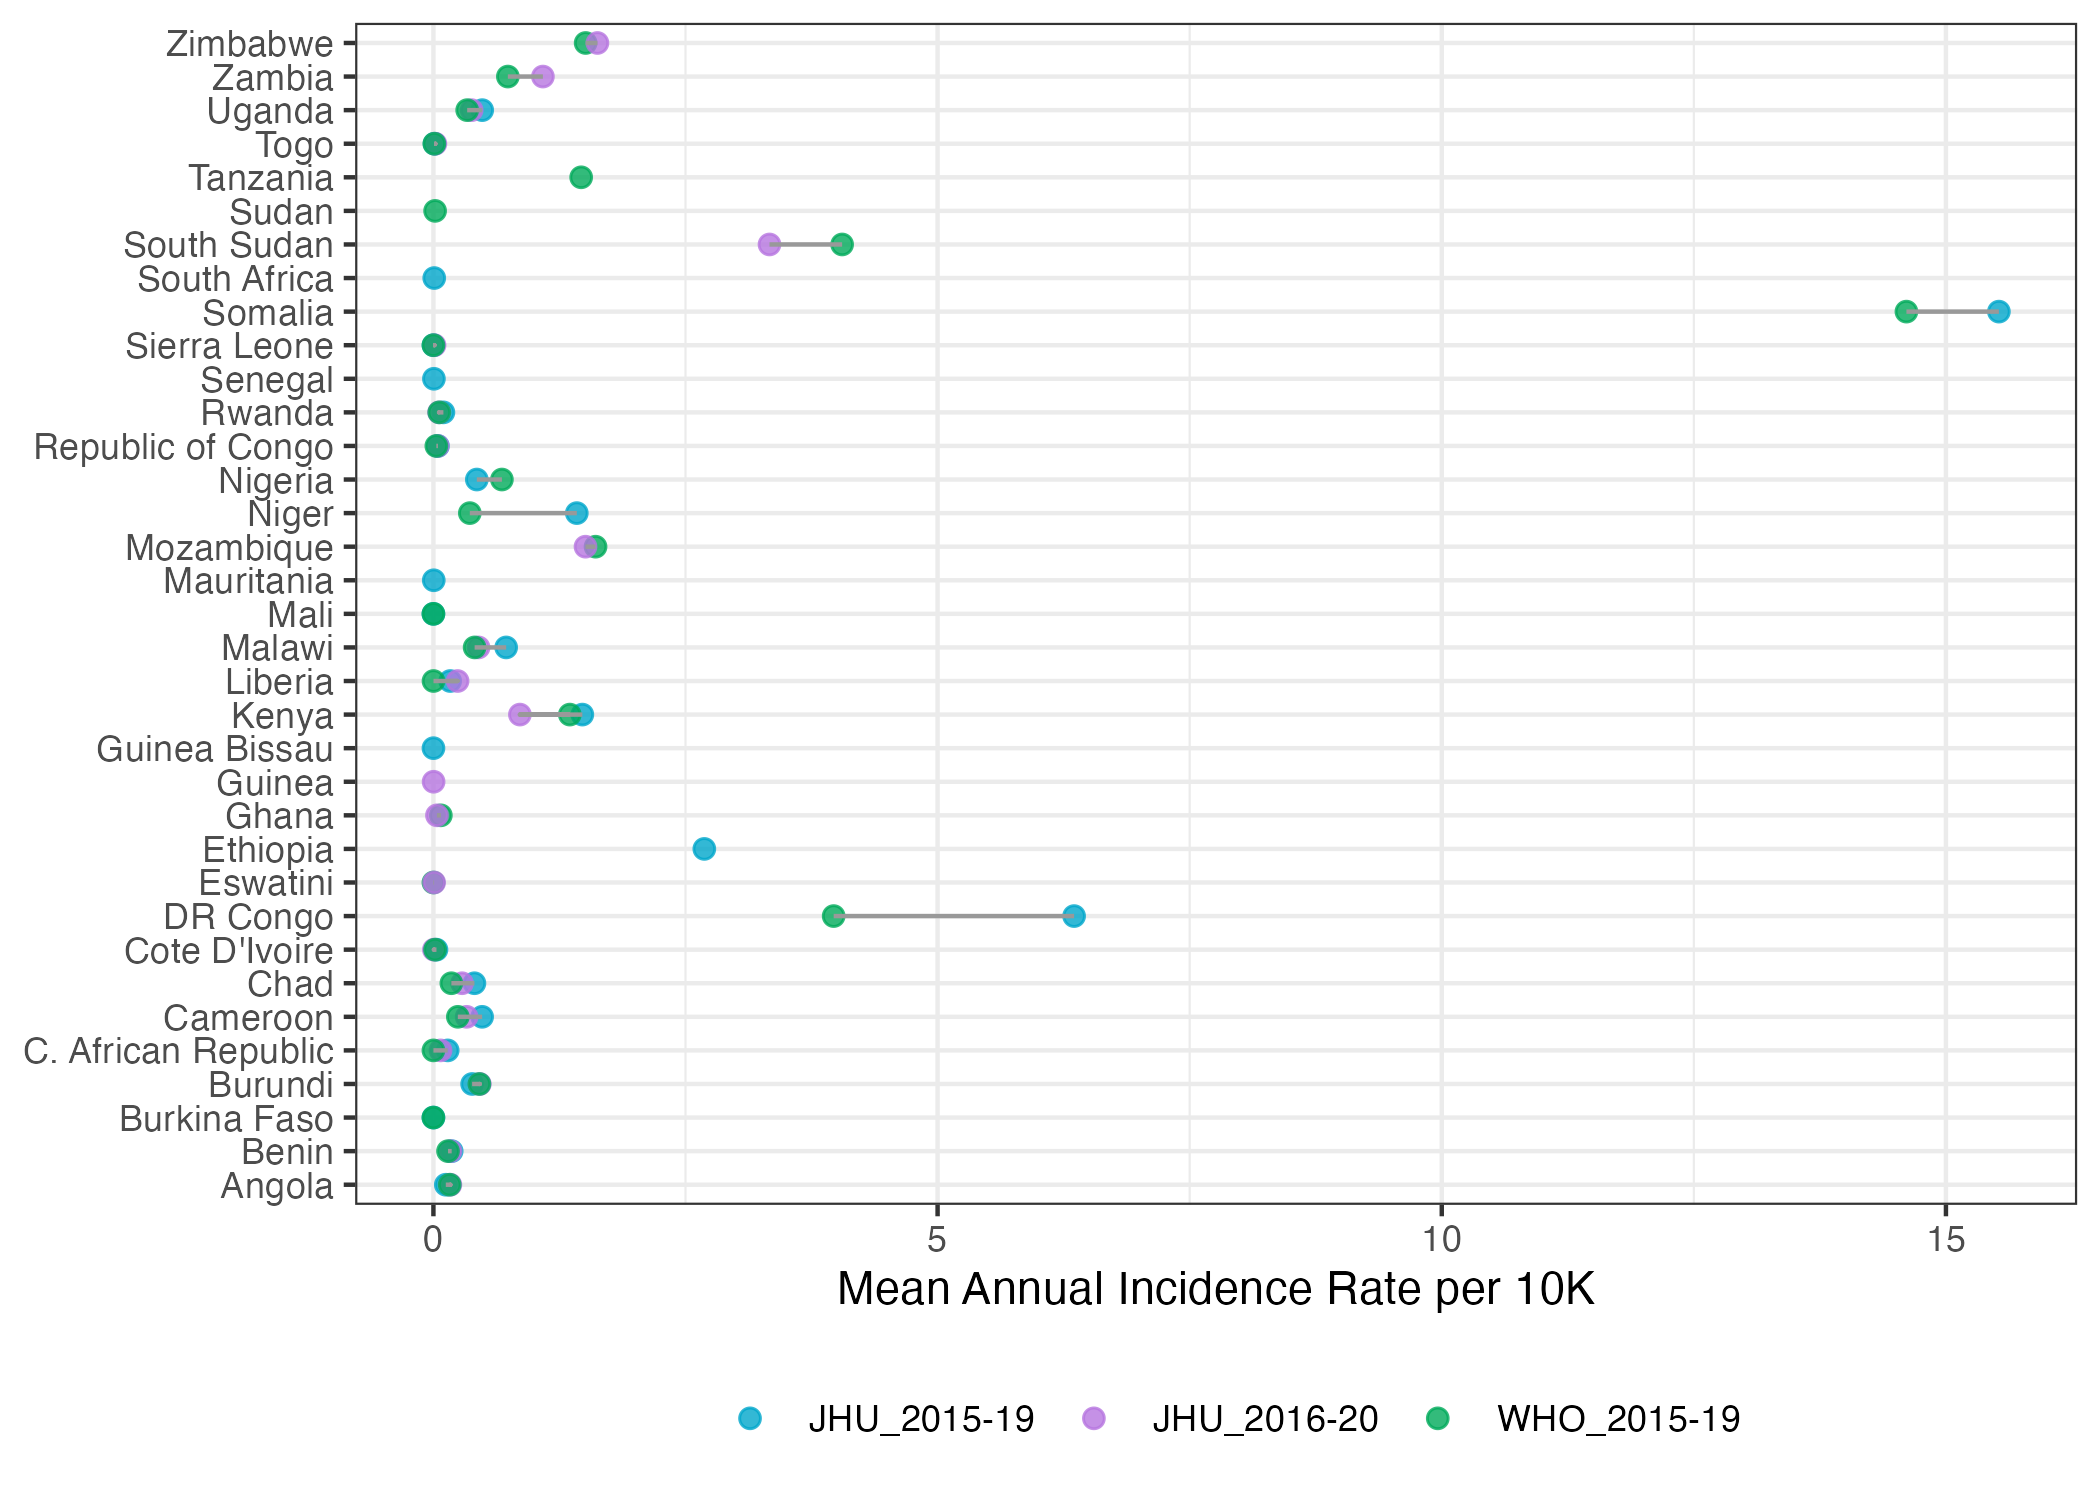 Zimbabwe
Zambia
Uganda
Togo
Tanzania
Sudan
South Sudan
South Africa
Somalia
Sierra Leone
Senegal
Rwanda
Republic of Congo
Nigeria
Niger
Mozambique
Mauritania
Mali
Malawi
Liberia
Kenya
Guinea Bissau
Guinea
Ghana
Ethiopia
Eswatini
DR Congo
Cote D'Ivoire
Chad
Cameroon
C. African Republic
Burundi
Burkina Faso
Benin
Angola
0 5 10 15
Mean Annual Incidence Rate per 10K
JHU_2015-19 JHU_2016-20 WHO_2015-19